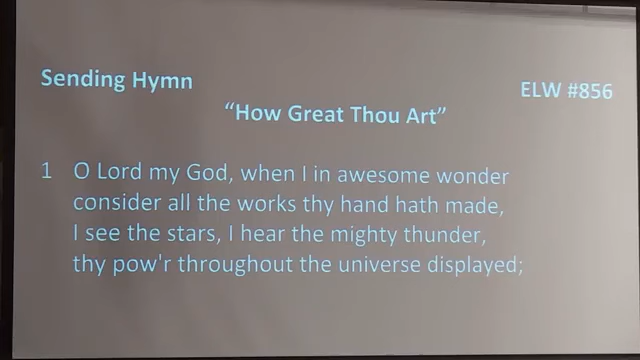 Sending Hymn ELW #856
“How Great Thou Art”
1 O Lord my God, when I in awesome wonder
consider all the works thy hand hath made,
I see the stars, I hear the mighty thunder,
thy pow'r throughout the universe displayed;